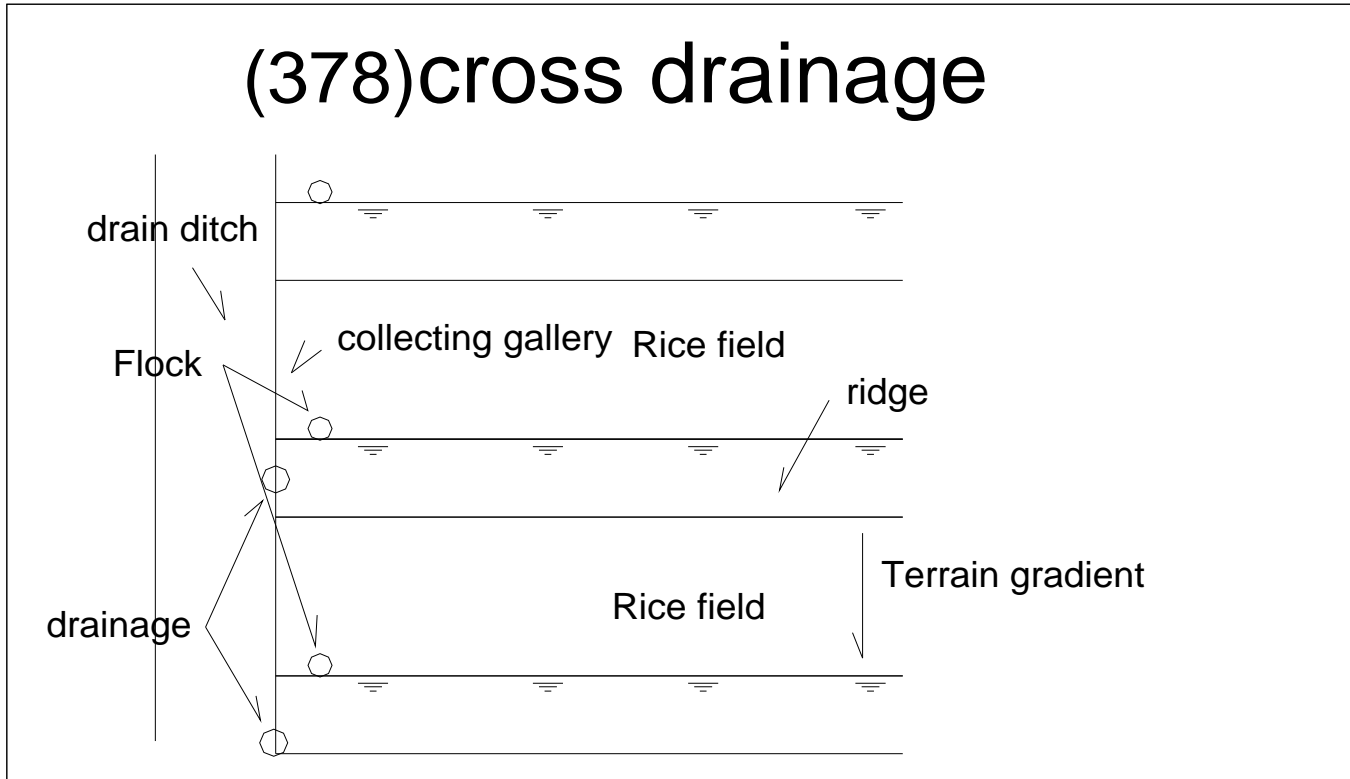 (378)cross drainage
drain ditch
collecting gallery
Rice field
Flock
ridge
Terrain gradient
Rice field
drainage